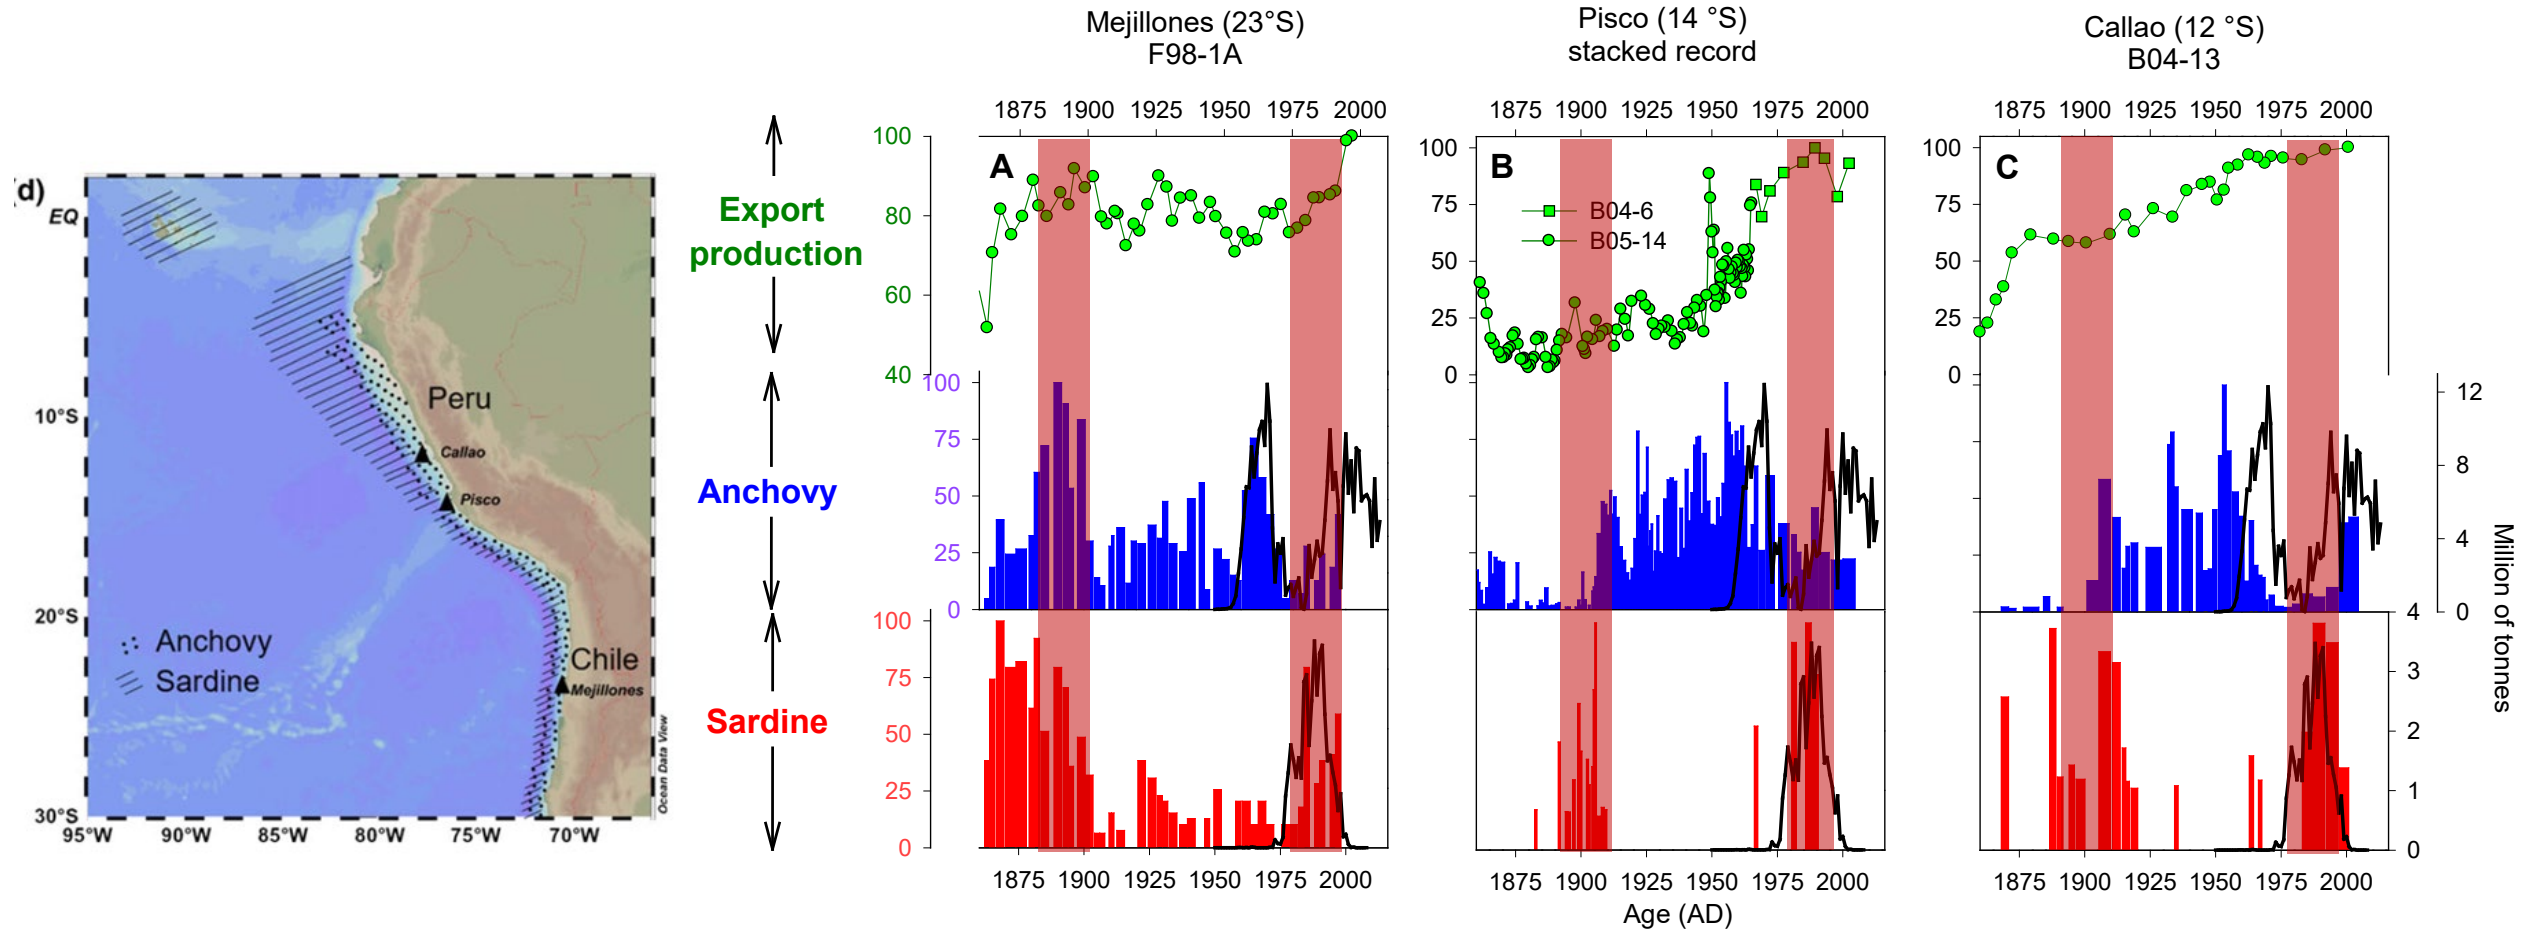 Mejillones (23°S)
F98-1A
Pisco (14 °S)
stacked record
Callao (12 °S)
B04-13
1875 1900 1925 1950 1975 2000
1875 1900 1925 1950 1975 2000
1875 1900 1925 1950 1975 2000
(d)
EQ
10°S
20°S
30°S
95°W 90°W 85°W 80°W 75°W 70°W
Peru
Callao
Pisco
Chile
Mejillones
Anchovy
Sardine
Ocean Data View
Export
production
Anchovy
Sardine
100
80
60
40
100
75
50
25
0
100
75
50
25
0
A
100
75
50
25
0
B
B04-6
B05-14
100
75
50
25
0
C
12
8
4
0
4
3
2
1
0
Million of tonnes
1875 1900 1925 1950 1975 2000
1875 1900 1925 1950 1975 2000
1875 1900 1925 1950 1975 2000
Age (AD)